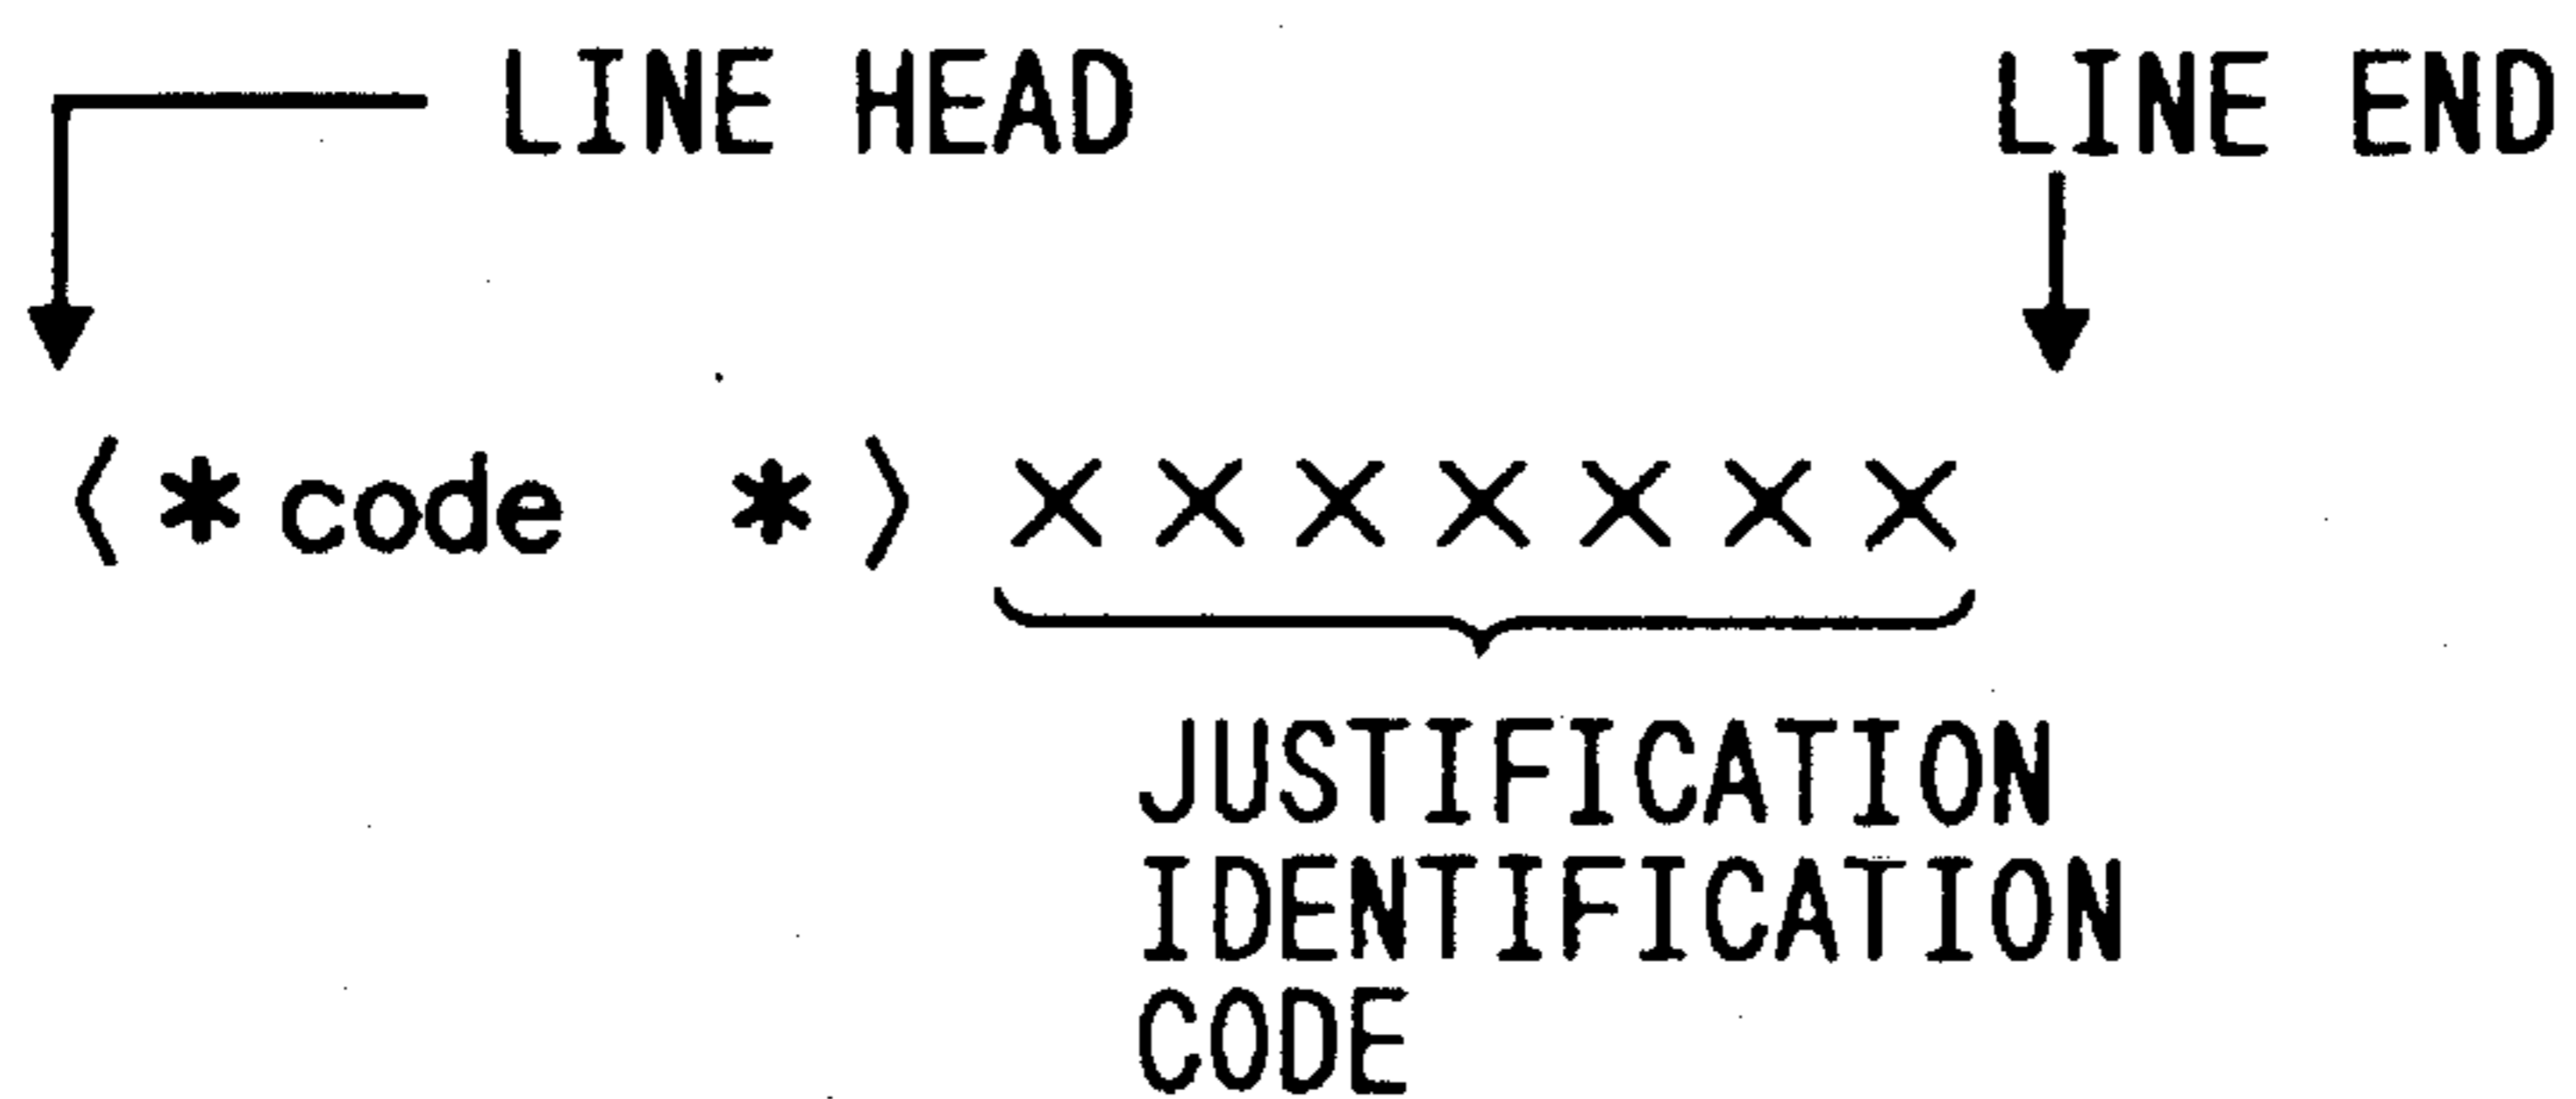 LINE HEAD LINE END
〈*code *〉×××××××
JUSTIFICATION
IDENTIFICATION
CODE